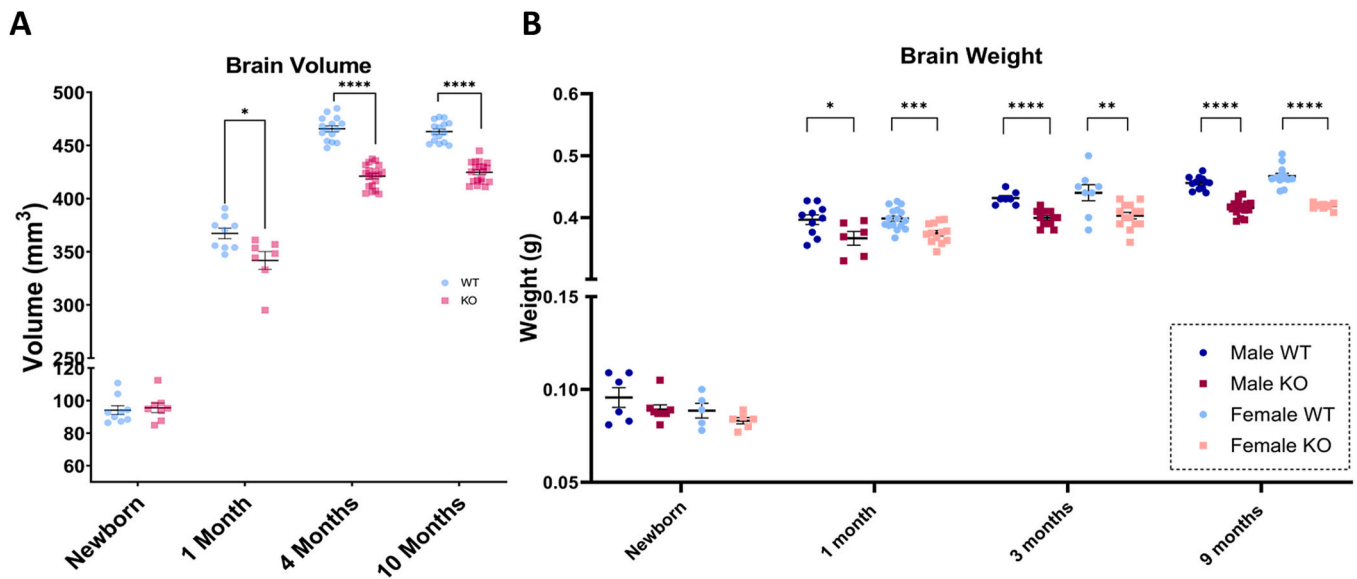 A
Brain Volume
500
450
400
350
300
250
120
100
80
60
Volume (mm³)
*
****
****
WT
KO
Newborn
1 Month
4 Months
10 Months
B
Brain Weight
0.6
0.5
0.4
0.15
0.10
0.05
Weight (g)
*
***
****
**
****
****
Male WT
Male KO
Female WT
Female KO
Newborn
1 month
3 months
9 months